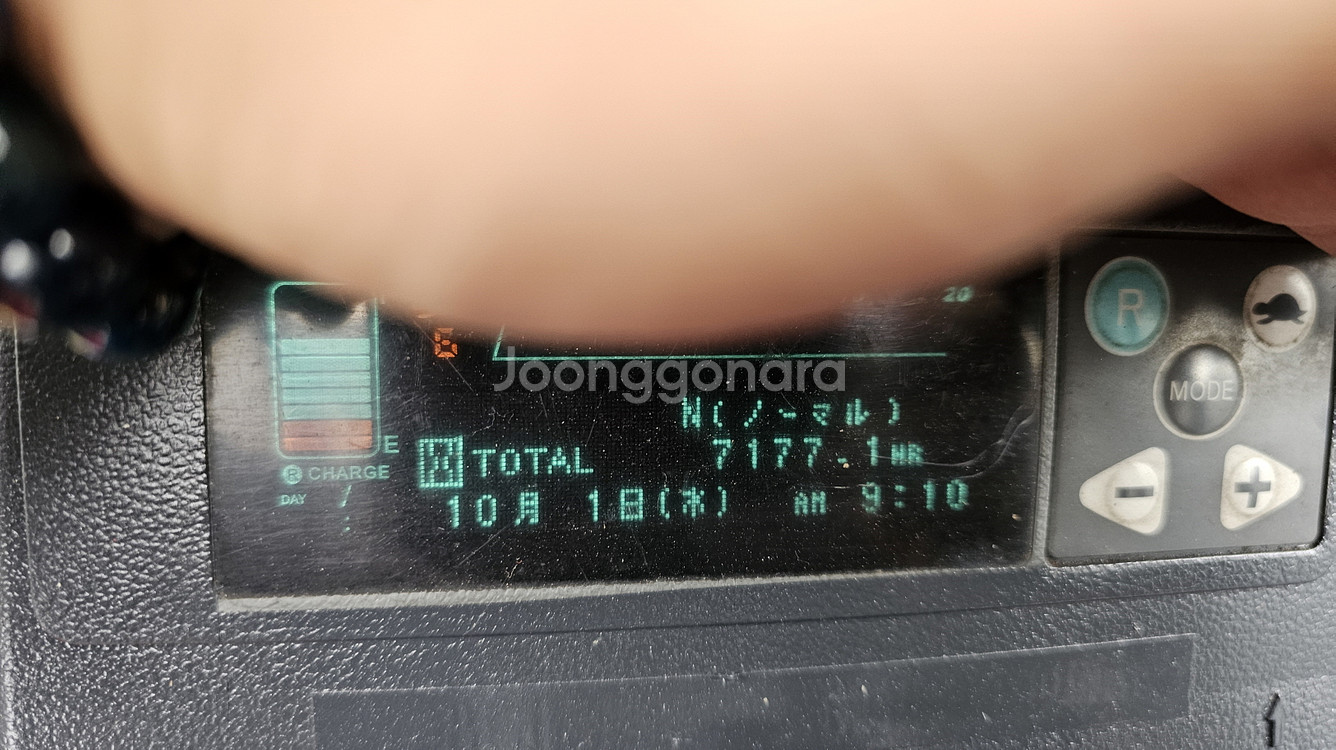 20
6
Joonggonara
N(ノーマル)
E
TOTAL 7177.1HR
R CHARGE
DAY / :
10月 1日(木) AM 9:10
R
MODE
- +